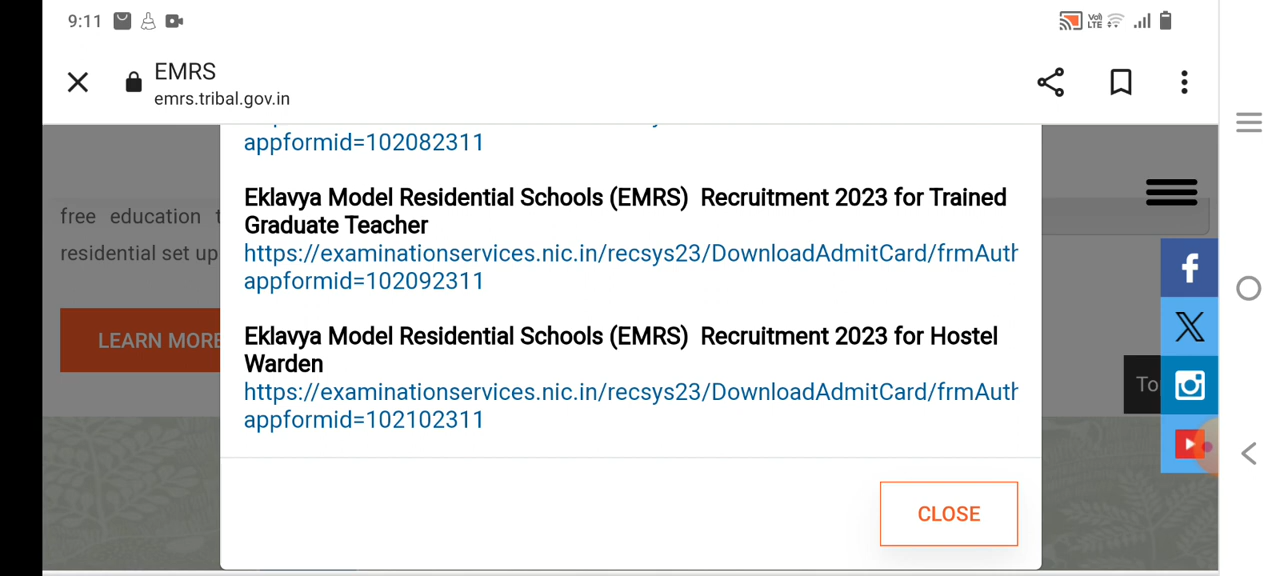 9:11
Vo)
LTE
EMRS
emrs.tribal.gov.in
appformid=102082311
Eklavya Model Residential Schools (EMRS) Recruitment 2023 for Trained
Graduate Teacher
https://examinationservices.nic.in/recsys23/DownloadAdmitCard/frmAuth
appformid=102092311
Eklavya Model Residential Schools (EMRS) Recruitment 2023 for Hostel
Warden
https://examinationservices.nic.in/recsys23/DownloadAdmitCard/frmAuth
appformid=102102311
free education
residential set up
LEARN MORE
To
CLOSE